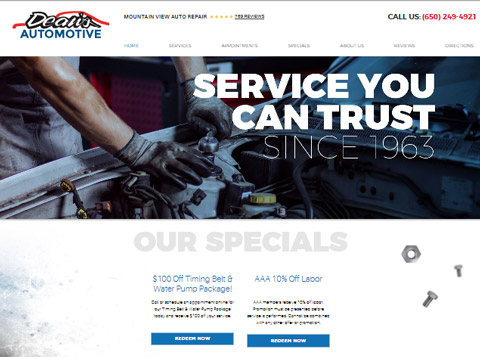 Dean's
AUTOMOTIVE
MOUNTAIN VIEW AUTO REPAIR ★★★★★ 769 REVIEWS
CALL US: (650) 249-4921
HOME SERVICES APPOINTMENTS SPECIALS ABOUT US REVIEWS DIRECTIONS
SERVICE YOU
CAN TRUST
SINCE 1963
OUR SPECIALS
$100 Off Timing Belt &
Water Pump Package!
Call or schedule an appointment online for
our Timing Belt & Water Pump Package
today and receive $100 off your service.
REDEEM NOW
AAA 10% Off Labor
AAA members receive 10% off labor.
Promotion must be presented before
service is performed. Cannot be combined
with any other offer or promotion.
REDEEM NOW